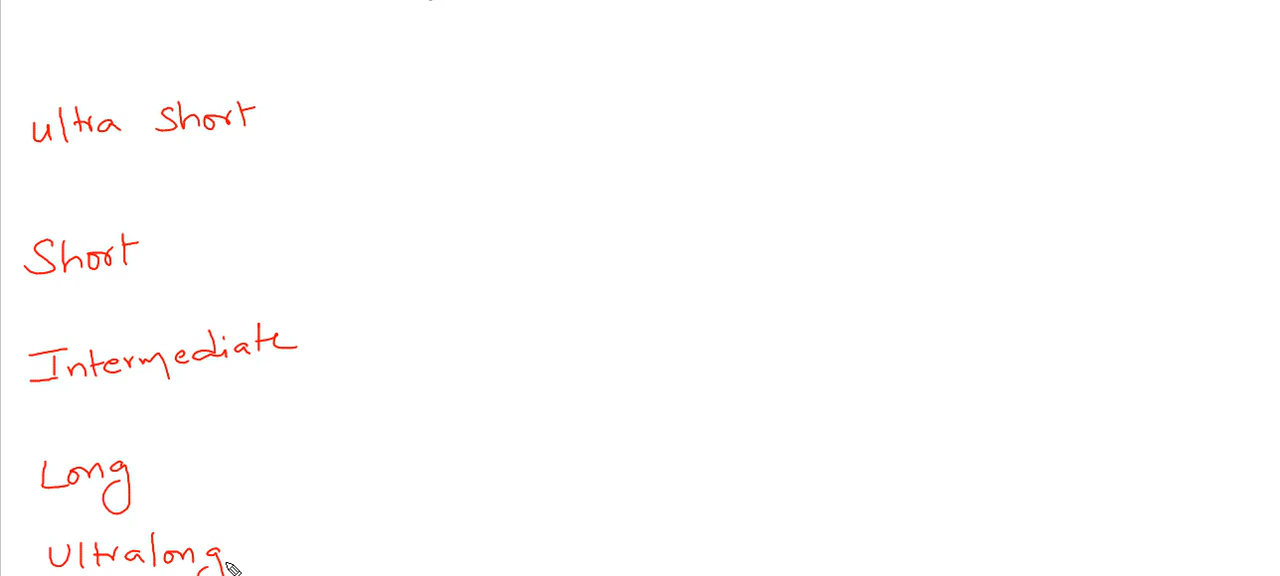 ultra short
Short
Intermediate
Long
Ultralong